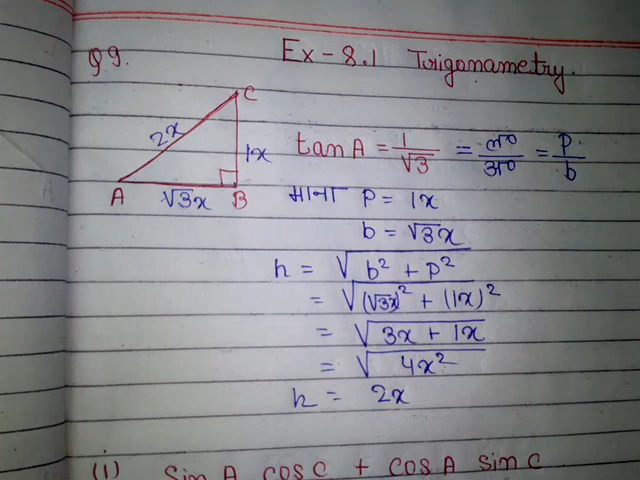 Q9. Ex-8.1 Trigonametry.
C
2x
1x
A
√3x
B
tan A = 1/√3 = ल०/आ० = P/b
माना P = 1x
b = √3x
h = √(b² + P²)
= √((√3x)² + (1x)²)
= √(3x + 1x)
= √(4x²)
h = 2x
(i) Sin A cos C + cos A sin C